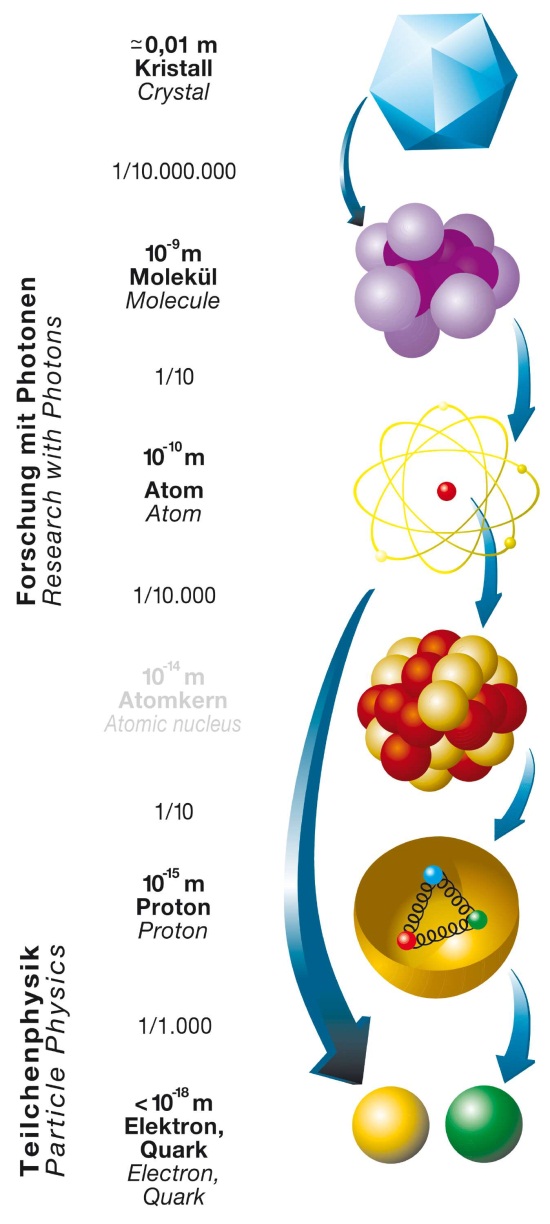 ≃0,01 m
Kristall
Crystal
1/10.000.000
10⁻⁹ m
Molekül
Molecule
1/10
10⁻¹⁰ m
Atom
Atom
1/10.000
10⁻¹⁴ m
Atomkern
Atomic nucleus
1/10
10⁻¹⁵ m
Proton
Proton
1/1.000
<10⁻¹⁸ m
Elektron,
Quark
Electron,
Quark
Forschung mit Photonen
Research with Photons
Teilchenphysik
Particle Physics